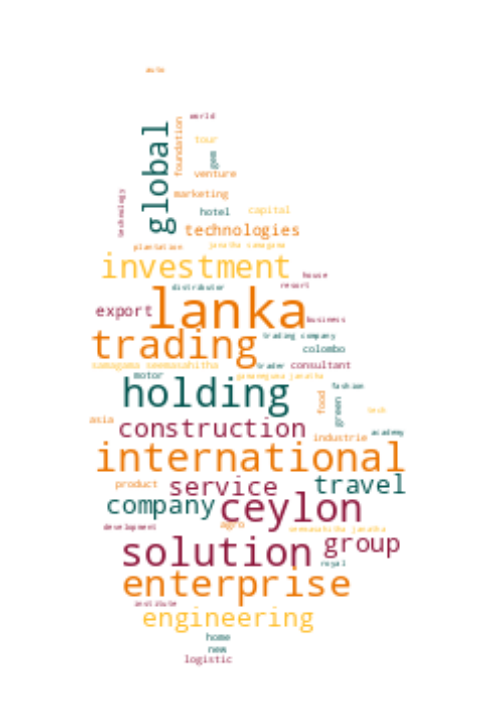 auto
world
global
foundation
tour
gem
venture
technology
marketing
hotel
capital
technologies
plantation
janatha samagama
investment
house
distributor
resort
export
lanka
business
trading
trading company
colombo
samagama seemasahitha
trader
consultant
motor
janatha
holding
fashion
food
green
tech
asia
construction
industrie
academy
international
product
service
travel
company
ceylon
development
agro
seemasahitha janatha
solution
group
royal
enterprise
institute
engineering
home
new
logistic